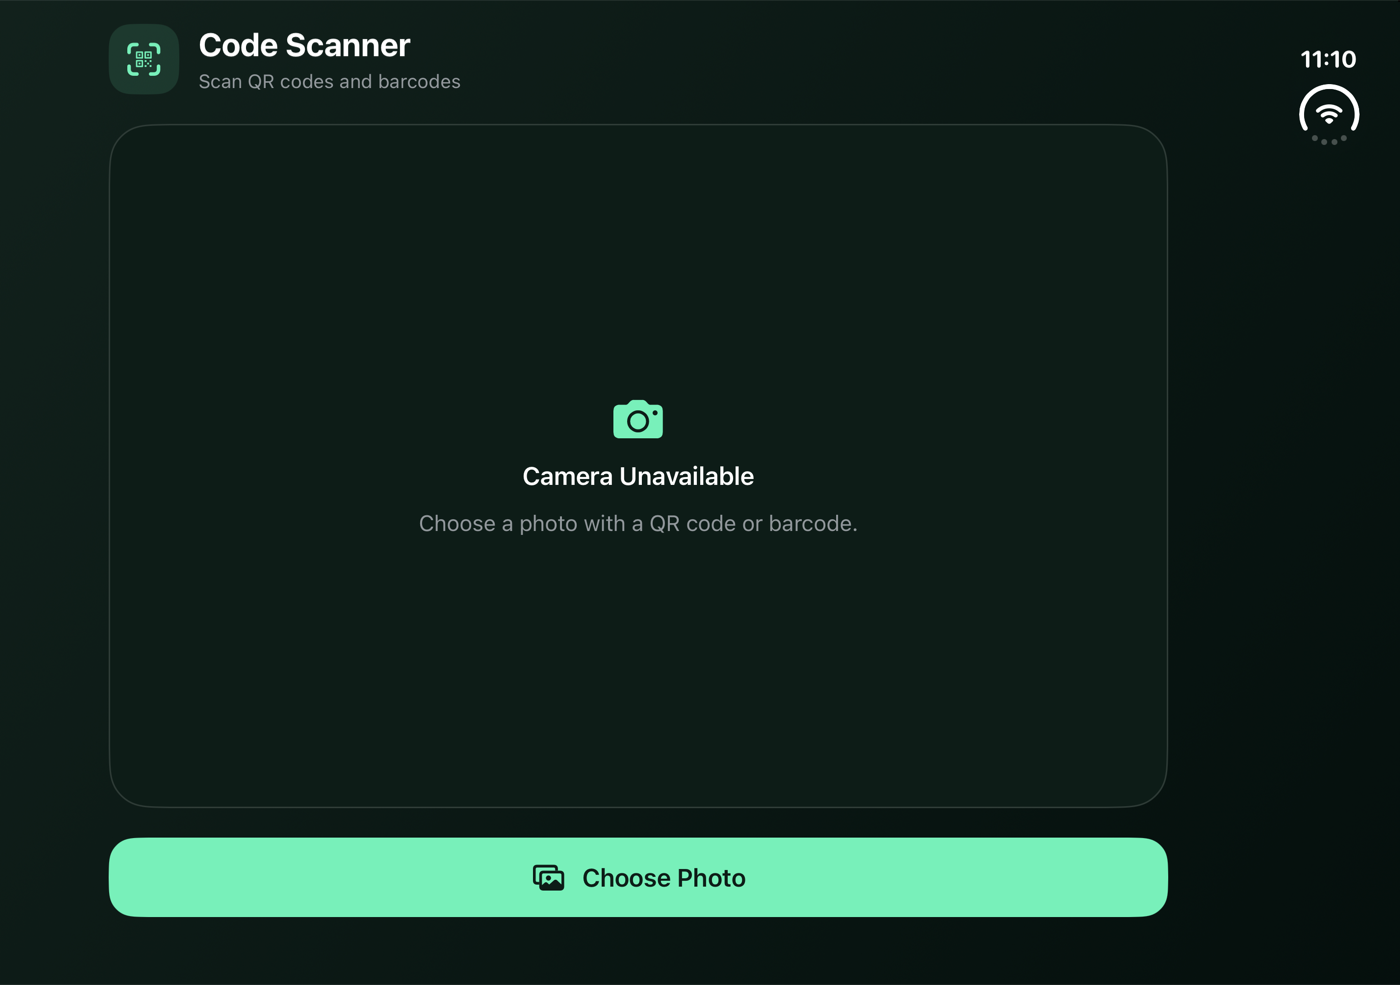 Code Scanner
Scan QR codes and barcodes
11:10
Camera Unavailable
Choose a photo with a QR code or barcode.
Choose Photo